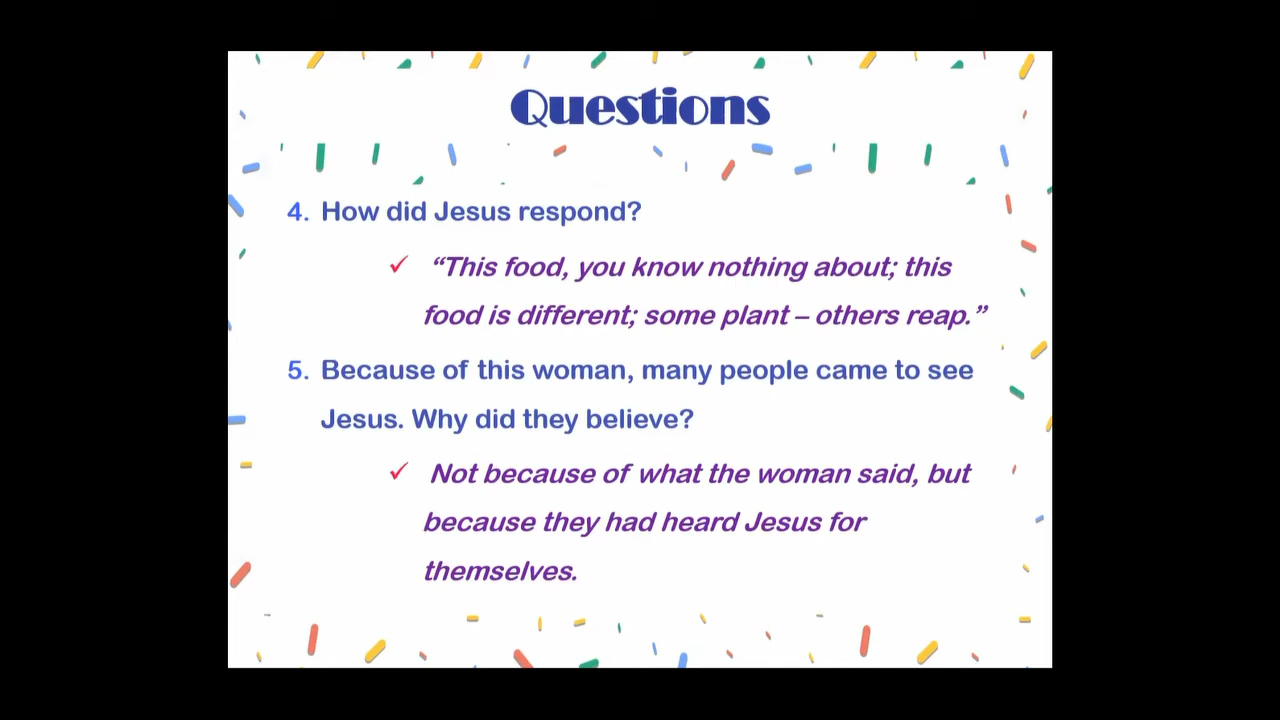 Questions
4. How did Jesus respond?
✓ “This food, you know nothing about; this
food is different; some plant – others reap.”
5. Because of this woman, many people came to see
Jesus. Why did they believe?
✓ Not because of what the woman said, but
because they had heard Jesus for
themselves.